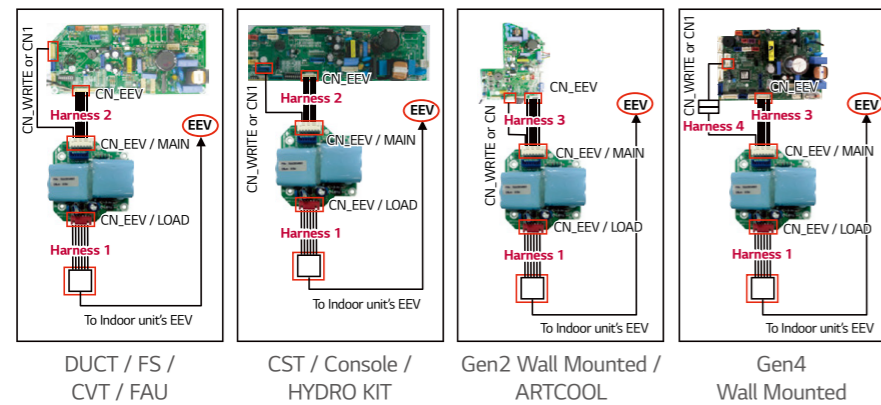 CN_WRITE or CN1
CN_EEV
Harness 2
EEV
CN_EEV / MAIN
CN_EEV / LOAD
Harness 1
To Indoor unit's EEV
DUCT / FS /
CVT / FAU
CN_WRITE or CN1
CN_EEV
Harness 2
EEV
CN_EEV / MAIN
CN_EEV / LOAD
Harness 1
To Indoor unit's EEV
CST / Console /
HYDRO KIT
CN_WRITE or CN
CN_EEV
Harness 3
EEV
CN_EEV / MAIN
CN_EEV / LOAD
Harness 1
To Indoor unit's EEV
Gen2 Wall Mounted /
ARTCOOL
CN_WRITE or CN1
CN_EEV
Harness 3
Harness 4
EEV
CN_EEV / MAIN
CN_EEV / LOAD
Harness 1
To Indoor unit's EEV
Gen4
Wall Mounted